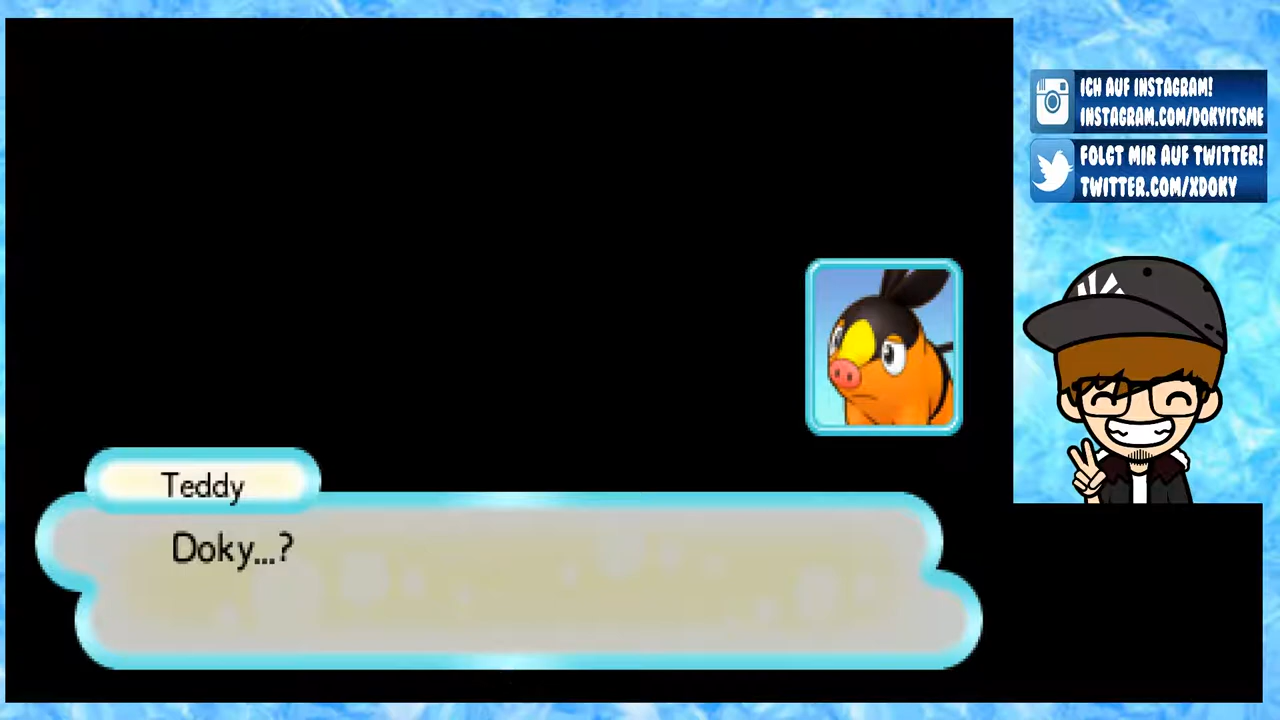 ICH AUF INSTAGRAM!
INSTAGRAM.COM/DOKYITSME
FOLGT MIR AUF TWITTER!
TWITTER.COM/XDOKY
Teddy
Doky...?